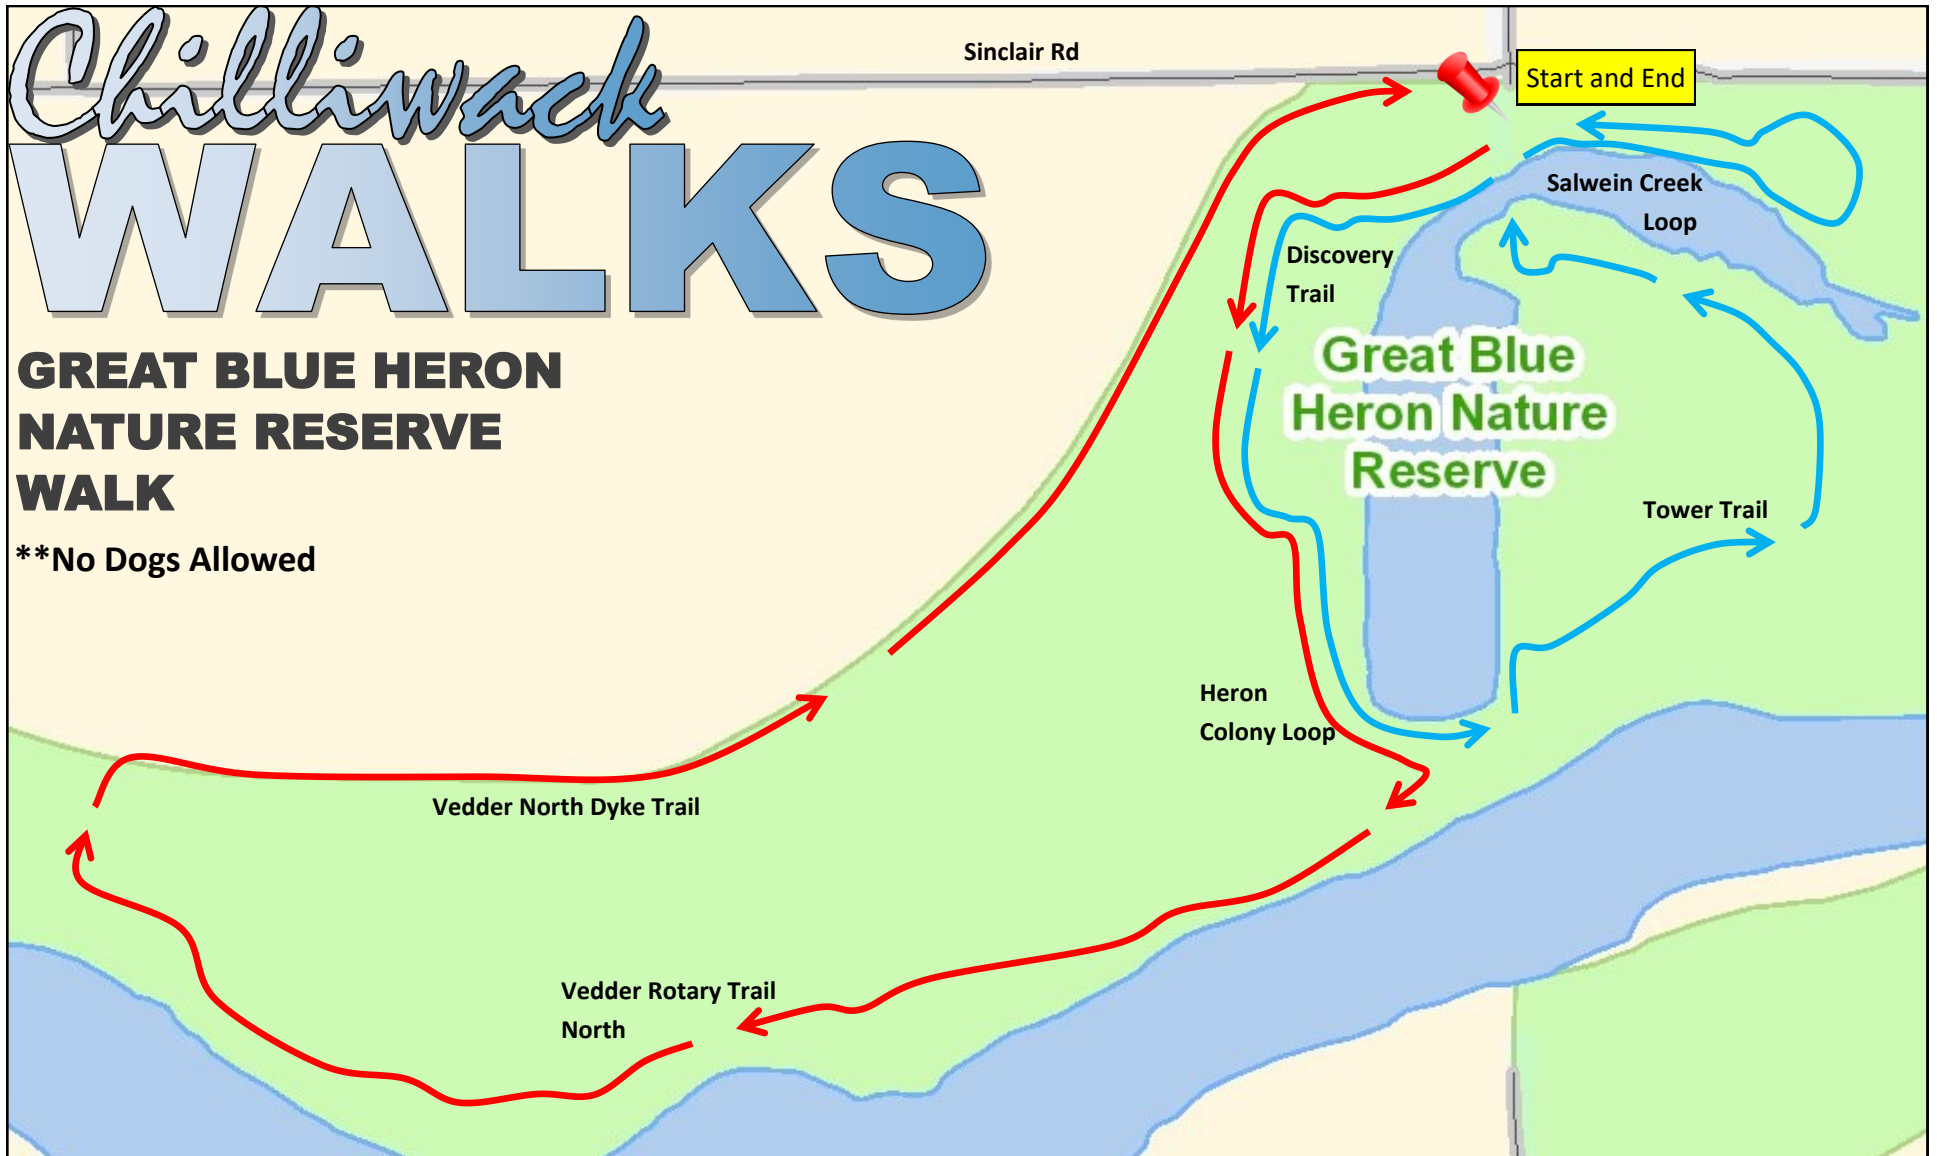 Chilliwack
WALKS
GREAT BLUE HERON
NATURE RESERVE
WALK
**No Dogs Allowed
Sinclair Rd
Start and End
Salwein Creek
Loop
Discovery
Trail
Great Blue
Heron Nature
Reserve
Tower Trail
Heron
Colony Loop
Vedder North Dyke Trail
Vedder Rotary Trail
North